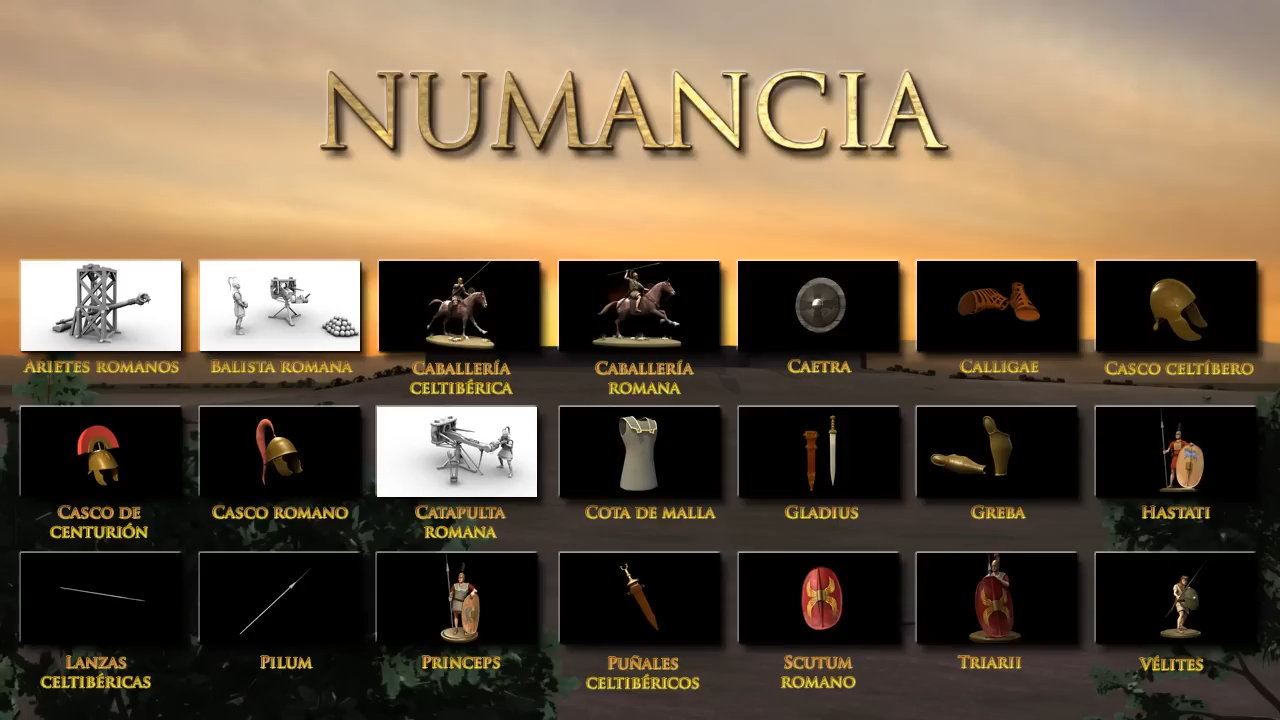 NUMANCIA
ARIETES ROMANOS
BALISTA ROMANA
CABALLERÍA
CELTIBÉRICA
CABALLERÍA
ROMANA
CAETRA
CALLIGAE
CASCO CELTÍBERO
CASCO DE
CENTURIÓN
CASCO ROMANO
CATAPULTA
ROMANA
COTA DE MALLA
GLADIUS
GREBA
HASTATI
LANZAS
CELTIBÉRICAS
PILUM
PRINCEPS
PUÑALES
CELTIBÉRICOS
SCUTUM
ROMANO
TRIARII
VÉLITES